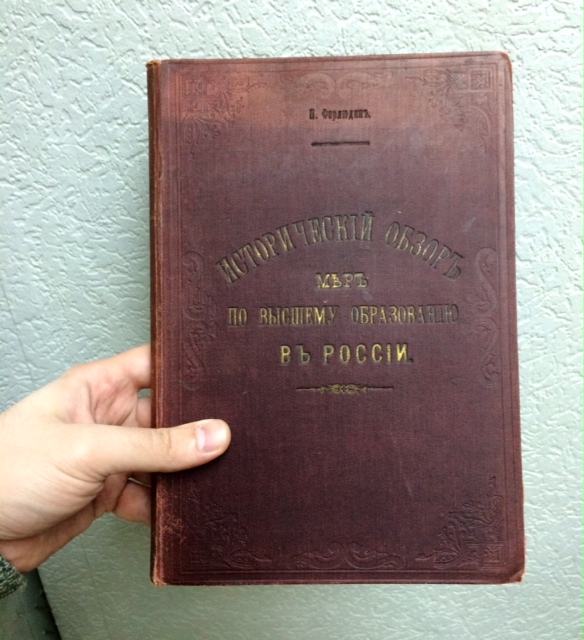 П. Ферлюдинъ.
ИСТОРИЧЕСКІЙ ОБЗОРЪ
МѢРЪ
ПО ВЫСШЕМУ ОБРАЗОВАНІЮ
ВЪ РОССІИ.